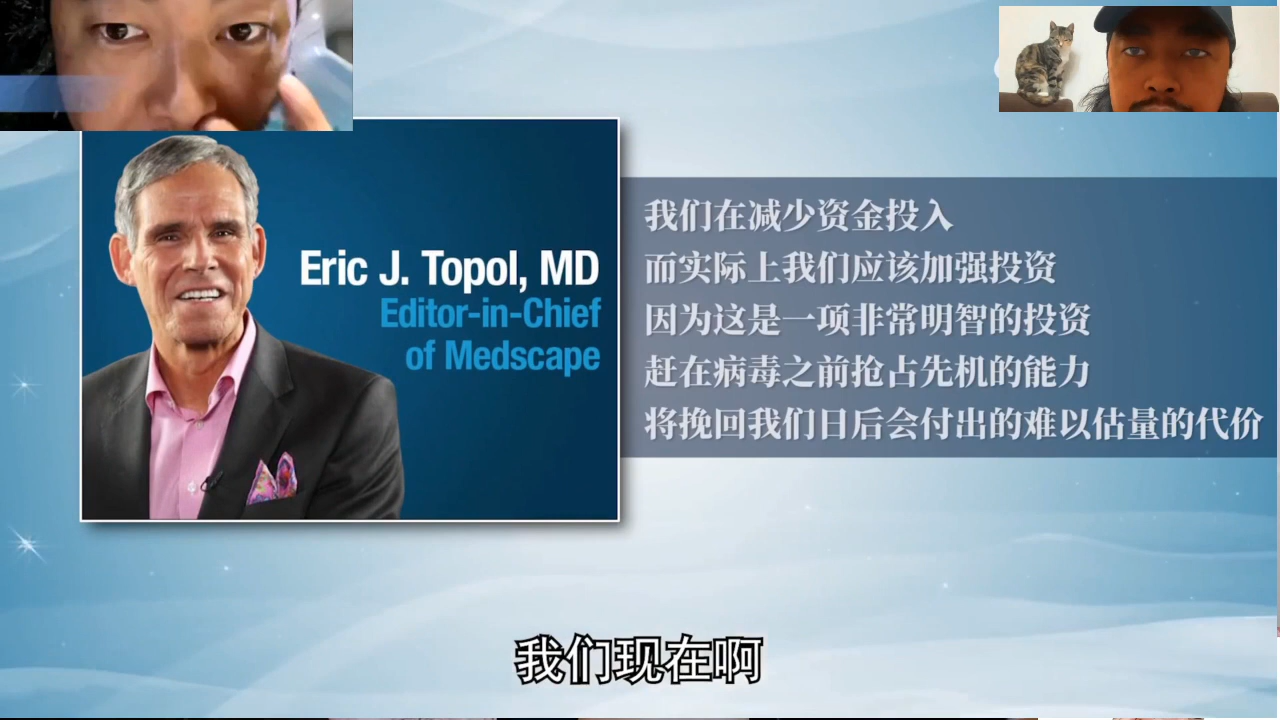 Eric J. Topol, MD
Editor-in-Chief
of Medscape
我们在减少资金投入
而实际上我们应该加强投资
因为这是一项非常明智的投资
赶在病毒之前抢占先机的能力
将挽回我们日后会付出的难以估量的代价
我们现在啊